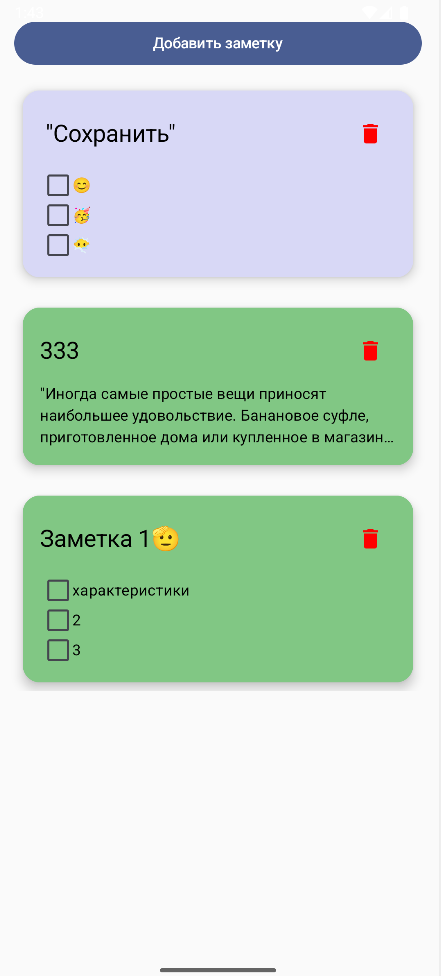 Добавить заметку
"Сохранить"
😊
🥳
😶‍🌫️
333
"Иногда самые простые вещи приносят
наибольшее удовольствие. Банановое суфле,
приготовленное дома или купленное в магазин…
Заметка 1🫡
характеристики
2
3